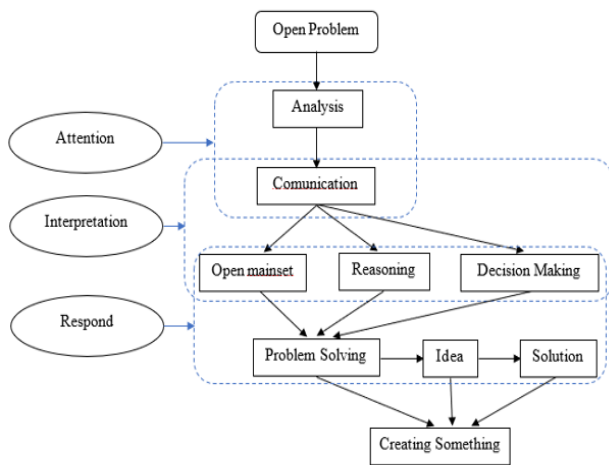 Open Problem
Analysis
Attention
Comunication
Interpretation
Open mainset
Reasoning
Decision Making
Respond
Problem Solving
Idea
Solution
Creating Something